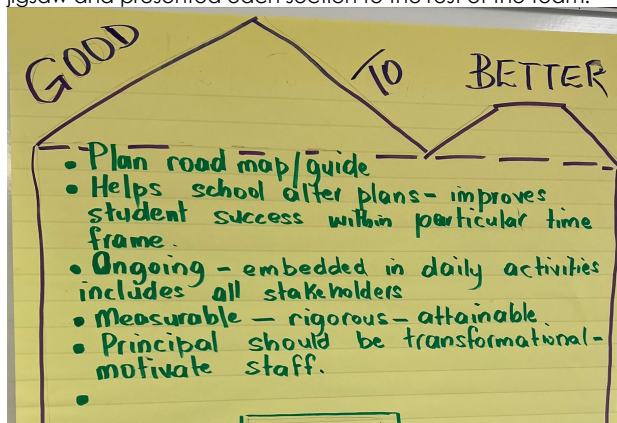 jigsaw and presented each section to the rest of the team.
GOOD TO BETTER
• Plan road map/guide
• Helps school alter plans - improves
student success within particular time
frame.
• Ongoing - embedded in daily activities
includes all stakeholders
• Measurable - rigorous - attainable
• Principal should be transformational -
motivate staff.
•